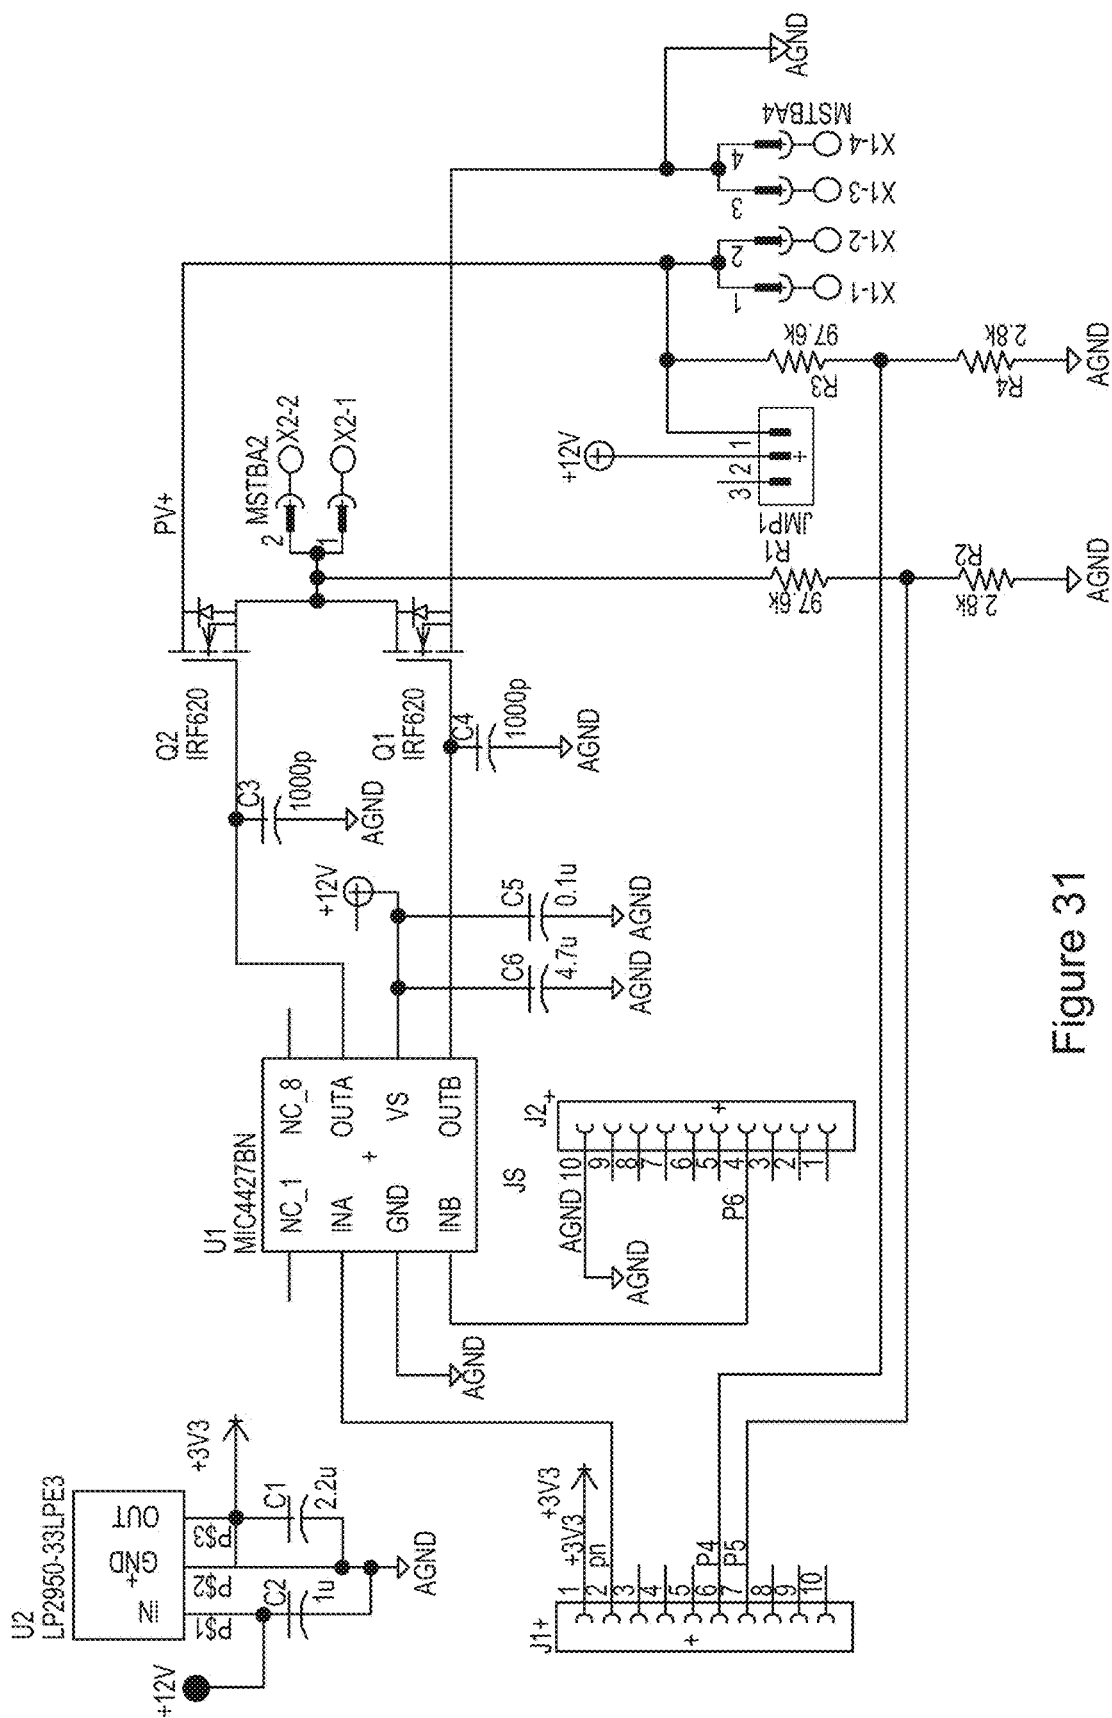 U2
LP2950-33LPE3
IN
GND
OUT
+
P$1
P$2
P$3
+12V
+3V3
C2
1u
C1
2.2u
AGND
U1
MIC4427BN
NC_1
NC_8
INA
OUTA
GND
VS
INB
OUTB
+
AGND
+12V
C3
1000p
AGND
C6
4.7u
AGND
C5
0.1u
AGND
C4
1000p
AGND
Q2
IRF620
Q1
IRF620
PV+
MSTBA2
2
X2-2
1
X2-1
J1+
+
1
2
3
4
5
6
7
8
9
10
+3V3
+3V3
pn
P4
P5
JS
J2+
+
AGND
10
9
8
7
6
5
4
3
2
1
P6
AGND
+12V
3
2
1
+
JMP1
R1
97.6k
R2
2.8k
AGND
R3
97.6k
R4
2.8k
AGND
1
2
3
4
X1-1
X1-2
X1-3
X1-4
MSTBA4
AGND
Figure 31